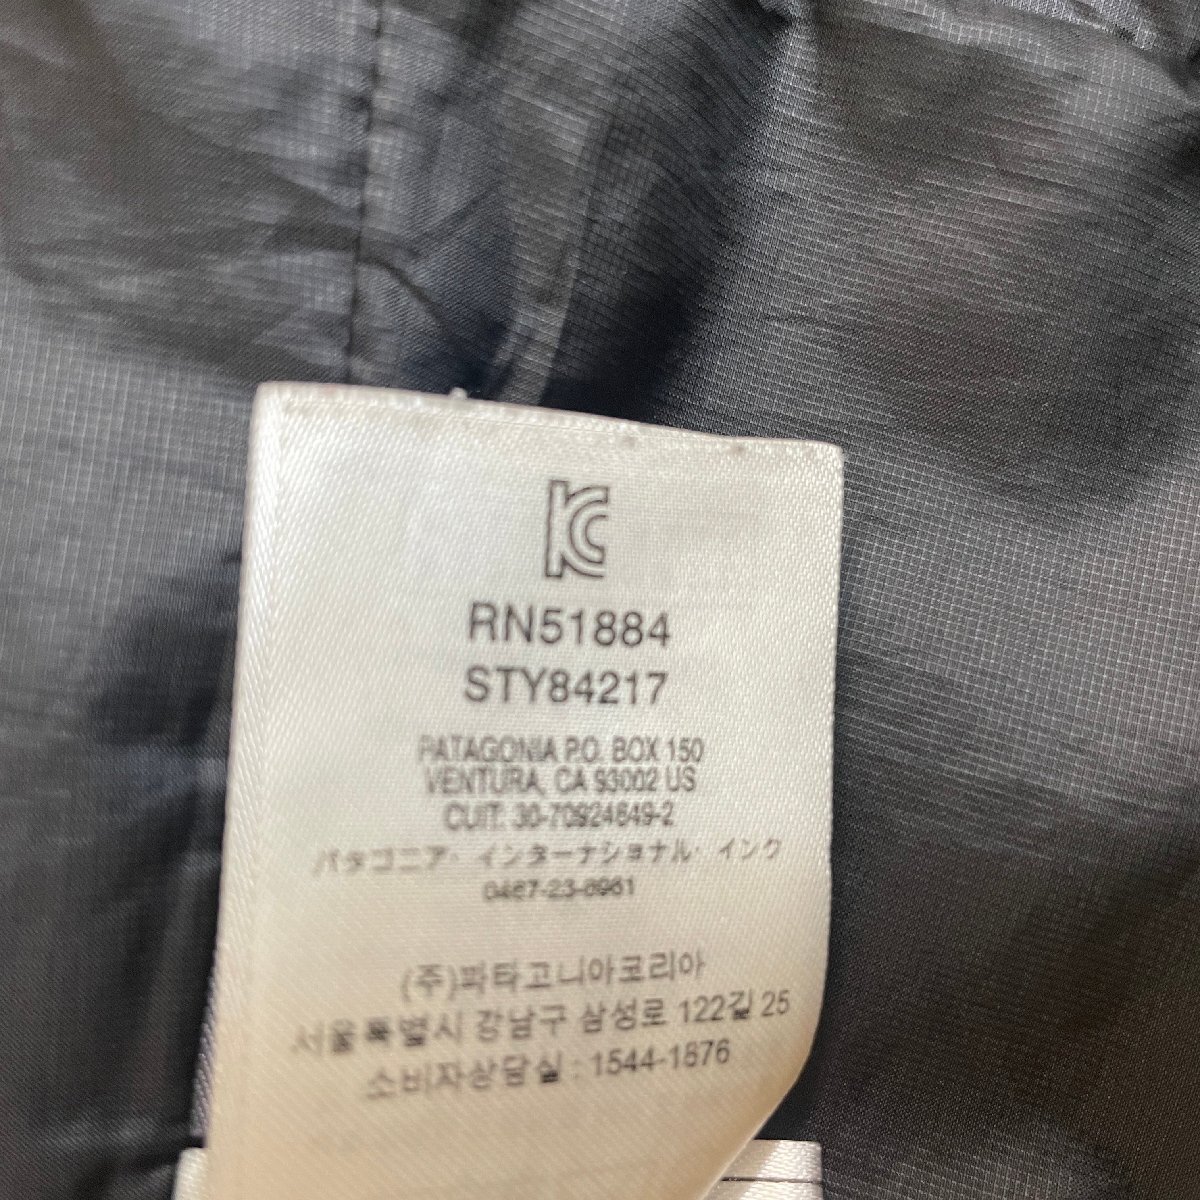 KC
RN51884
STY84217
PATAGONIA P.O. BOX 150
VENTURA, CA 93002 US
CUIT: 30-70924849-2
パタゴニア・インターナショナル・インク
0467-23-8961
(주)파타고니아코리아
서울특별시 강남구 삼성로 122길 25
소비자상담실 : 1544-1876